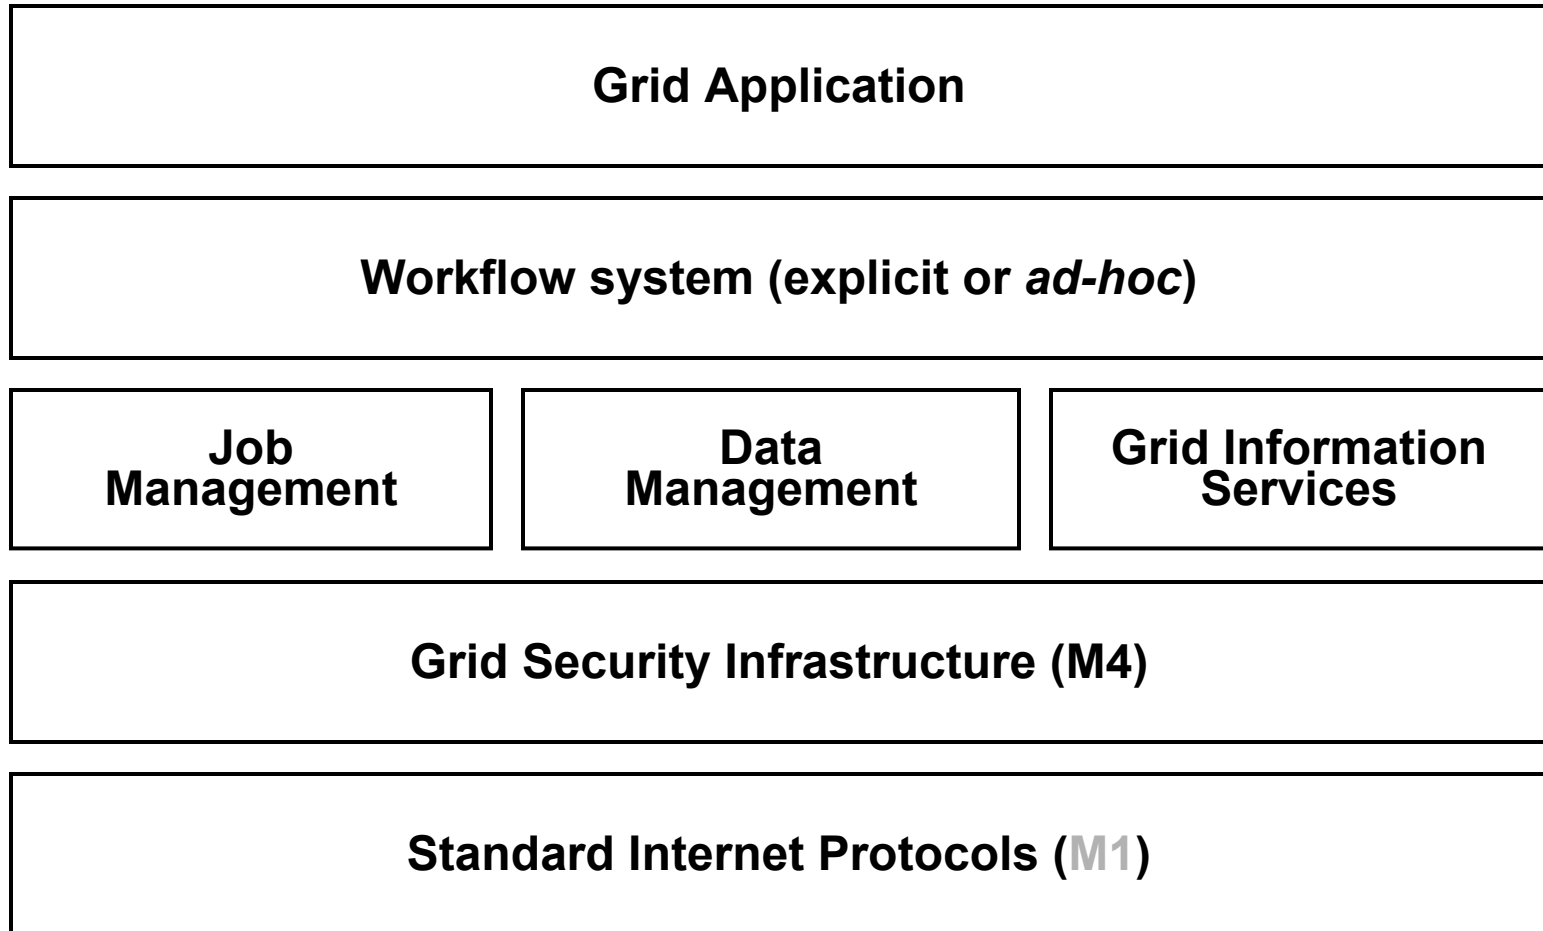 Grid Application
Workflow system (explicit or ad-hoc)
Job
Management
Data
Management
Grid Information
Services
Grid Security Infrastructure (M4)
Standard Internet Protocols (M1)